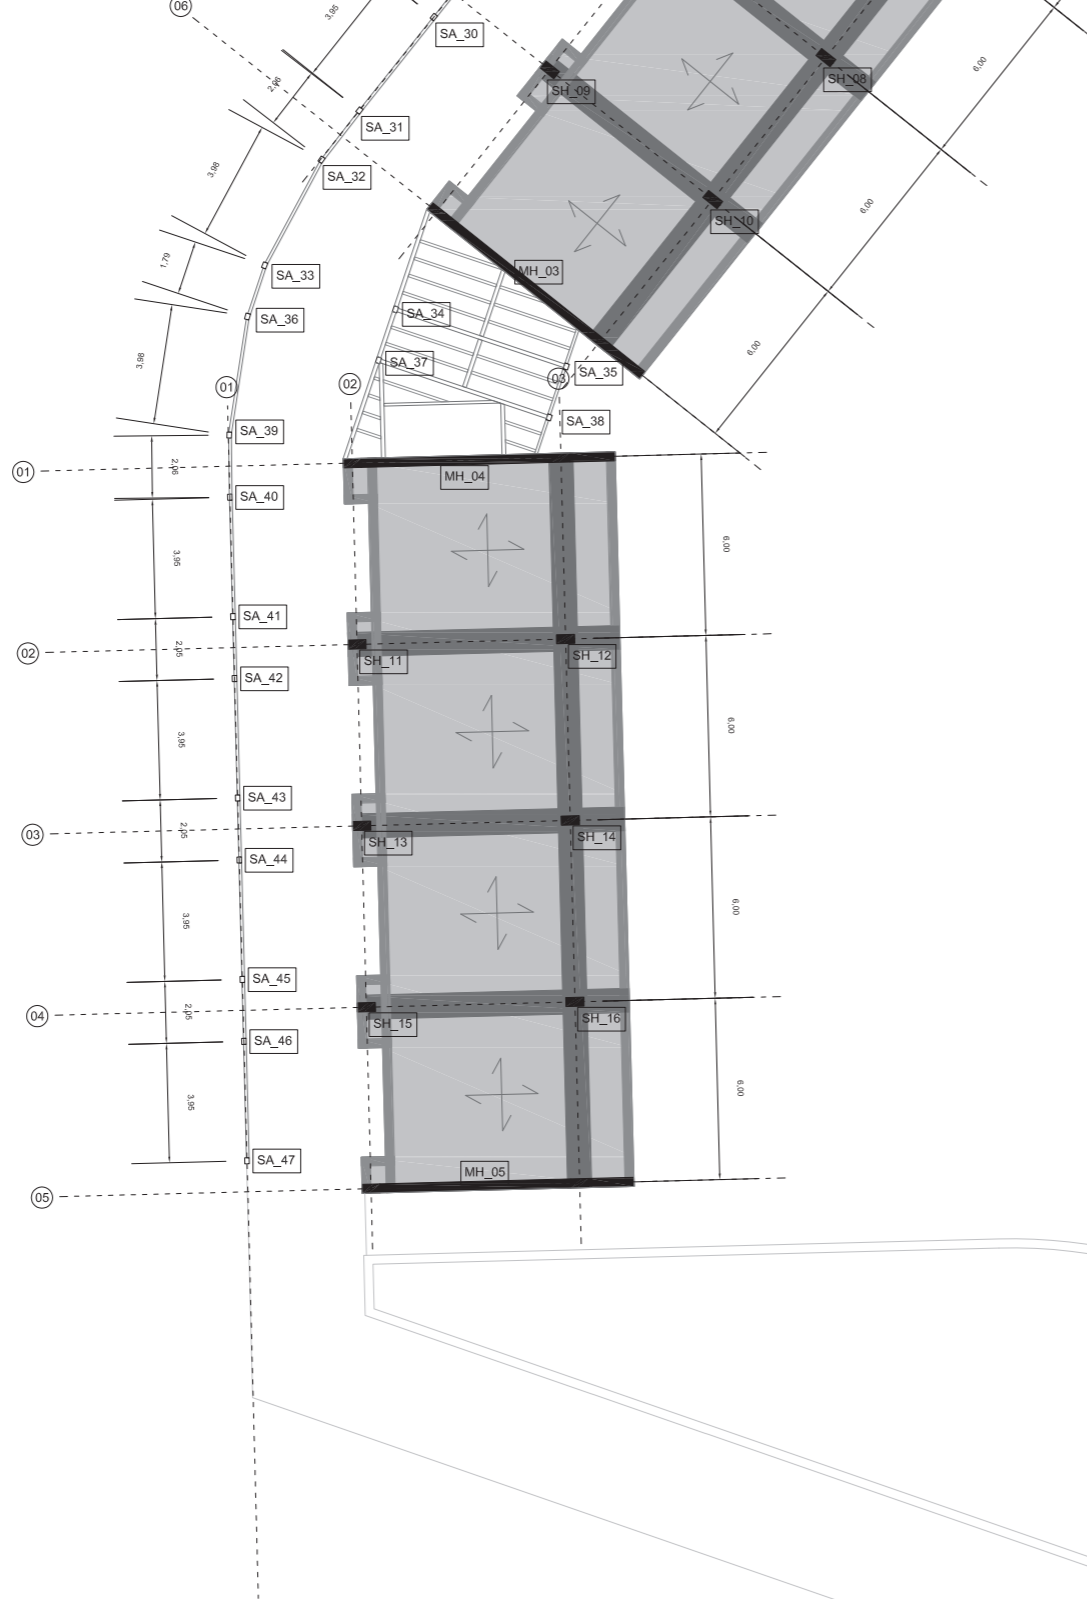 06
3,95
SA_30
2,96
SA_31
SA_32
3,98
SA_33
1,79
SA_36
3,98
SH_09
SH_08
6,00
SH_10
6,00
MH_03
6,00
SA_34
SA_37
SA_35
SA_38
01
02
03
SA_39
01
2,06
MH_04
SA_40
3,95
6,00
SA_41
2,05
02
SH_11
SH_12
SA_42
3,95
6,00
SA_43
2,05
03
SH_13
SH_14
SA_44
3,95
6,00
SA_45
2,05
04
SH_15
SH_16
SA_46
3,95
6,00
SA_47
MH_05
05